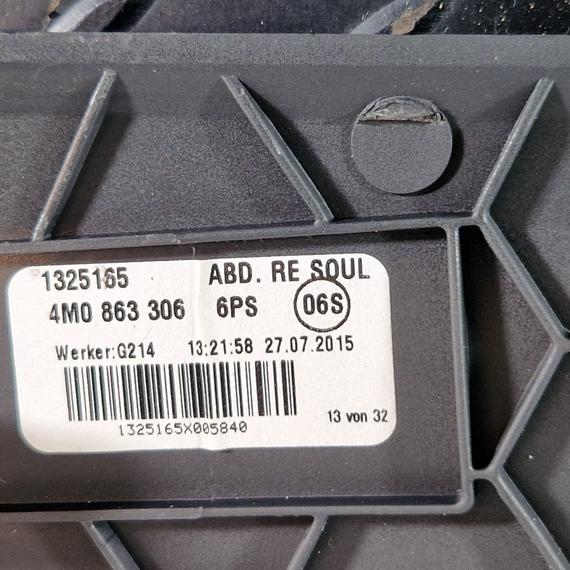 1325165 ABD. RE SOUL
4M0 863 306 6PS 06S
Werker:G214 13:21:58 27.07.2015
13 von 32
1325165X005840